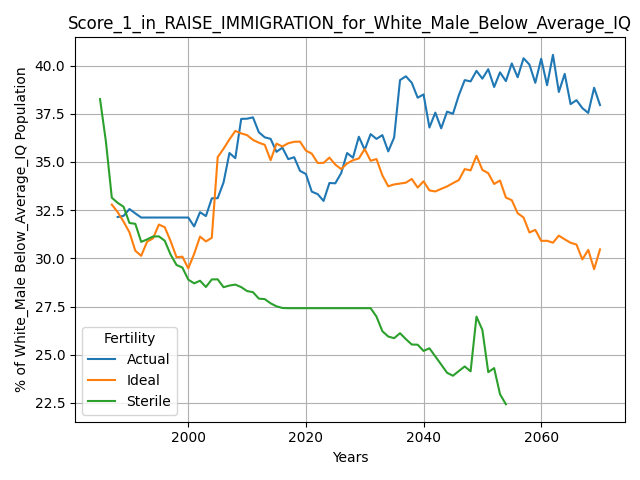 Score_1_in_RAISE_IMMIGRATION_for_White_Male_Below_Average_IQ
% of White_Male Below_Average_IQ Population
40.0
37.5
35.0
32.5
30.0
27.5
25.0
22.5
Fertility
Actual
Ideal
Sterile
2000
2020
2040
2060
Years